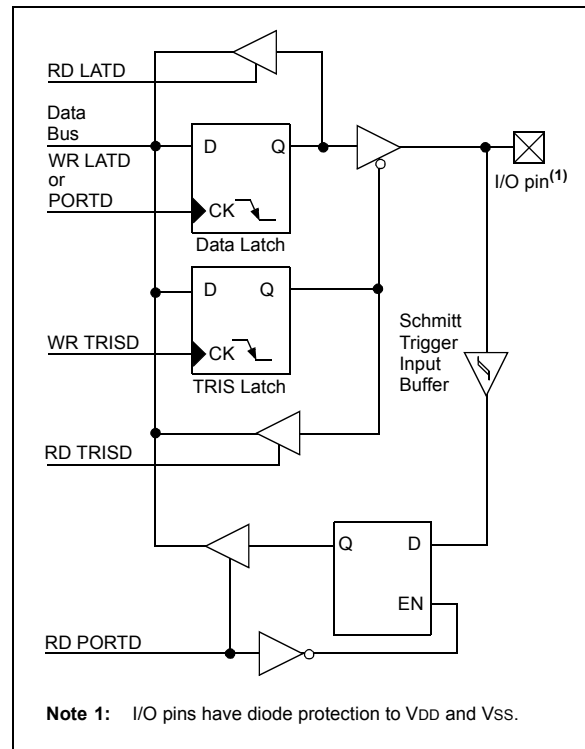 RD LATD
Data
Bus
WR LATD
or
PORTD
D Q
CK
Data Latch
I/O pin(1)
D Q
WR TRISD
CK
TRIS Latch
Schmitt
Trigger
Input
Buffer
RD TRISD
Q D
EN
RD PORTD
Note 1: I/O pins have diode protection to VDD and VSS.